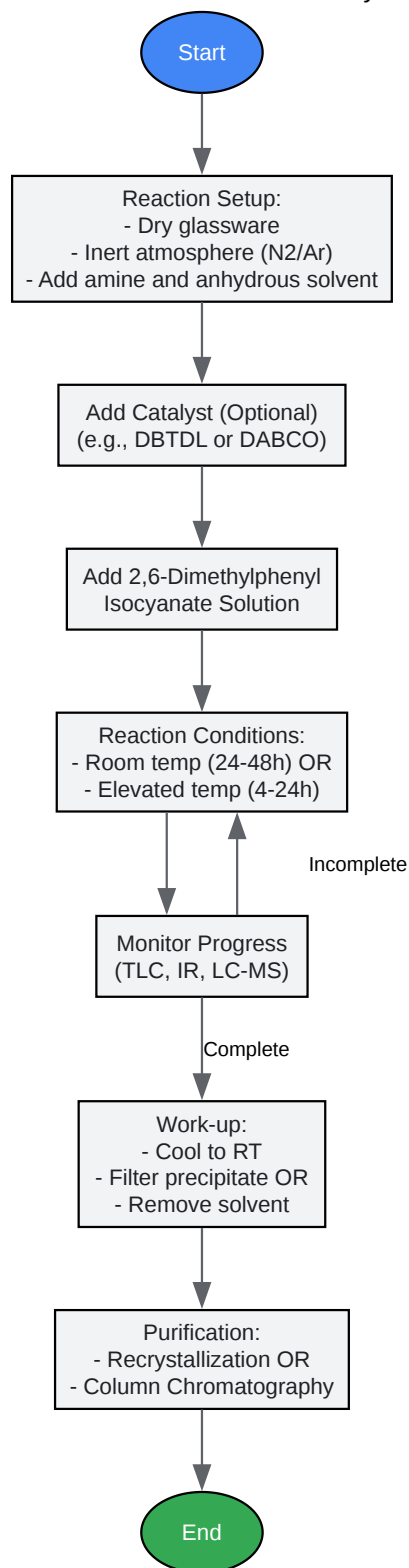 Start
Reaction Setup:
- Dry glassware
- Inert atmosphere (N2/Ar)
- Add amine and anhydrous solvent
Add Catalyst (Optional)
(e.g., DBTDL or DABCO)
Add 2,6-Dimethylphenyl
Isocyanate Solution
Reaction Conditions:
- Room temp (24-48h) OR
- Elevated temp (4-24h)
Incomplete
Monitor Progress
(TLC, IR, LC-MS)
Complete
Work-up:
- Cool to RT
- Filter precipitate OR
- Remove solvent
Purification:
- Recrystallization OR
- Column Chromatography
End